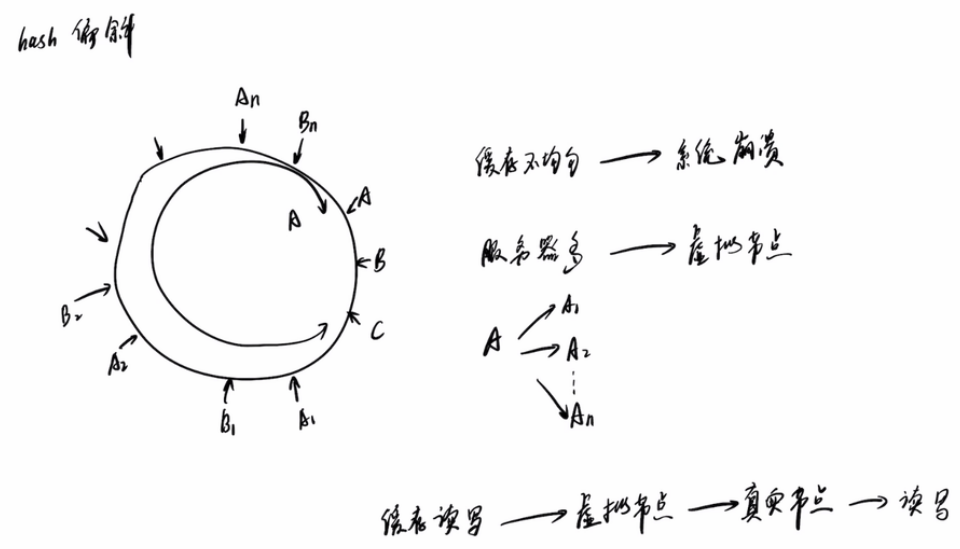 hash 偏斜
An
Bn
A
A
B
B2
C
A2
B1
A1
缓存不均匀 → 系统崩溃
服务器多 → 虚拟节点
A1
A → A2
An
缓存读写 → 虚拟节点 → 真实节点 → 读写